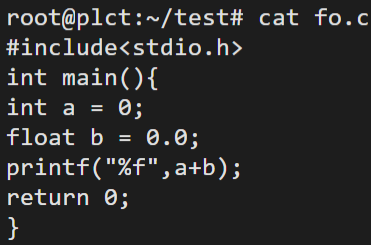 root@plct:~/test# cat fo.c
#include<stdio.h>
int main(){
int a = 0;
float b = 0.0;
printf("%f",a+b);
return 0;
}